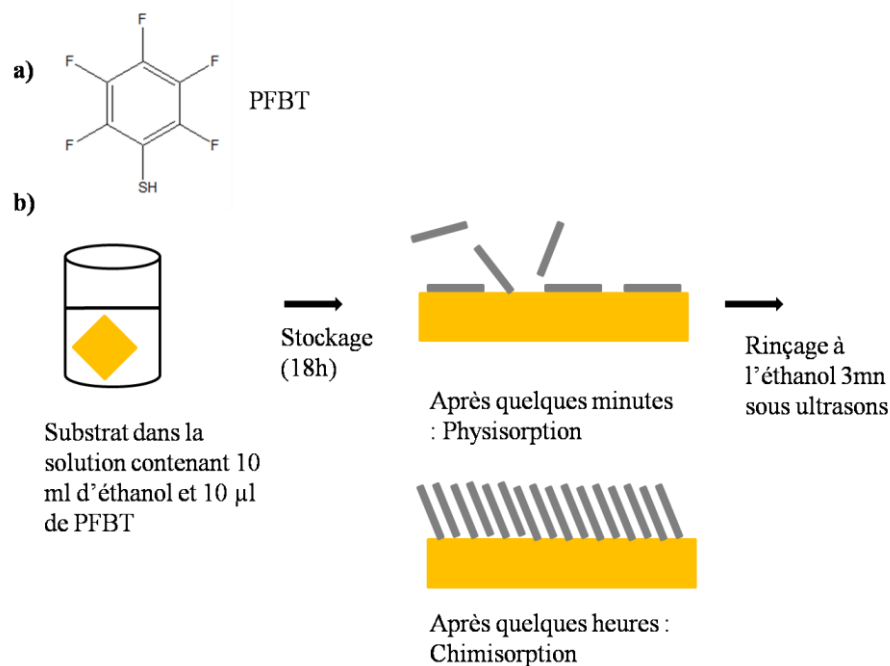 a)
F
F
F
F
F
SH
PFBT
b)
Substrat dans la
solution contenant 10
ml d'éthanol et 10 µl
de PFBT
Stockage
(18h)
Après quelques minutes
: Physisorption
Après quelques heures :
Chimisorption
Rinçage à
l'éthanol 3mn
sous ultrasons